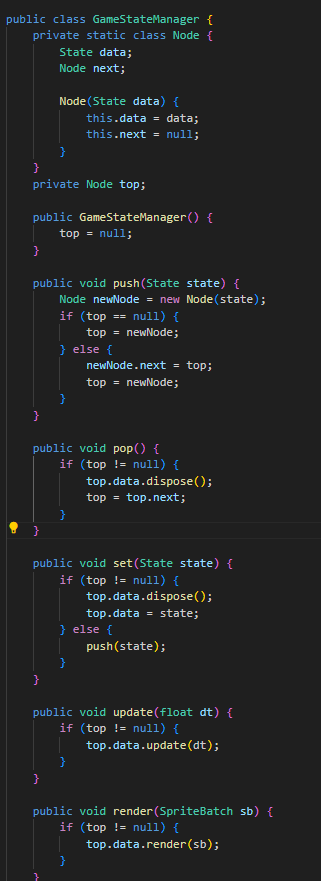 public class GameStateManager {
    private static class Node {
        State data;
        Node next;

        Node(State data) {
            this.data = data;
            this.next = null;
        }
    }
    private Node top;

    public GameStateManager() {
        top = null;
    }

    public void push(State state) {
        Node newNode = new Node(state);
        if (top == null) {
            top = newNode;
        } else {
            newNode.next = top;
            top = newNode;
        }
    }

    public void pop() {
        if (top != null) {
            top.data.dispose();
            top = top.next;
        }
    }

    public void set(State state) {
        if (top != null) {
            top.data.dispose();
            top.data = state;
        } else {
            push(state);
        }
    }

    public void update(float dt) {
        if (top != null) {
            top.data.update(dt);
        }
    }

    public void render(SpriteBatch sb) {
        if (top != null) {
            top.data.render(sb);
        }
    }